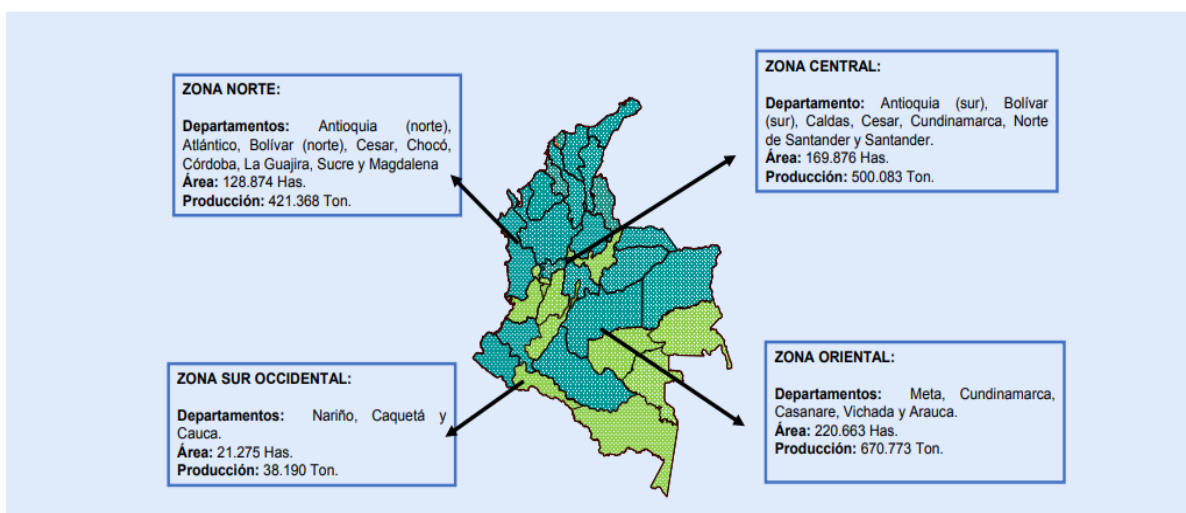 ZONA NORTE:
Departamentos: Antioquia (norte),
Atlántico, Bolívar (norte), Cesar, Chocó,
Córdoba, La Guajira, Sucre y Magdalena
Área: 128.874 Has.
Producción: 421.368 Ton.
ZONA CENTRAL:
Departamento: Antioquia (sur), Bolívar
(sur), Caldas, Cesar, Cundinamarca, Norte
de Santander y Santander.
Área: 169.876 Has.
Producción: 500.083 Ton.
ZONA SUR OCCIDENTAL:
Departamentos: Nariño, Caquetá y
Cauca.
Área: 21.275 Has.
Producción: 38.190 Ton.
ZONA ORIENTAL:
Departamentos: Meta, Cundinamarca,
Casanare, Vichada y Arauca.
Área: 220.663 Has.
Producción: 670.773 Ton.